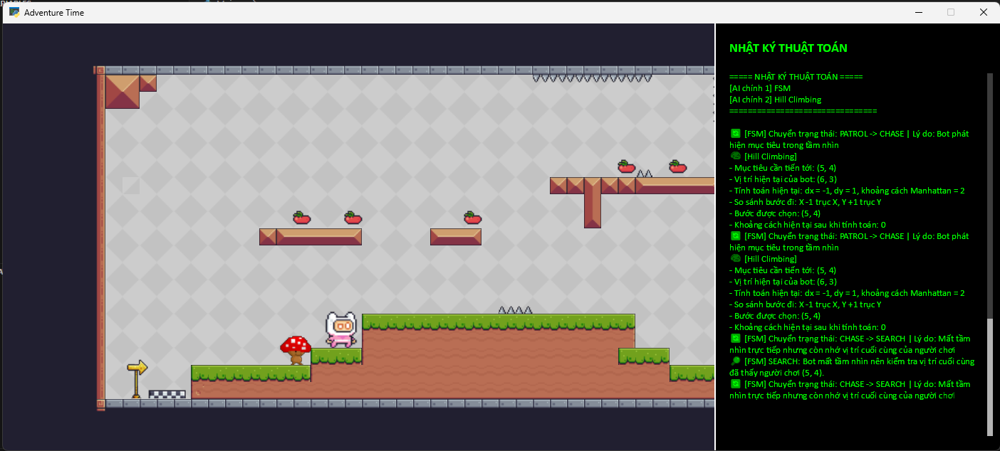 Adventure Time
NHẬT KÝ THUẬT TOÁN
===== NHẬT KÝ THUẬT TOÁN =====
[AI chính 1] FSM
[AI chính 2] Hill Climbing
================================
[FSM] Chuyển trạng thái: PATROL -> CHASE | Lý do: Bot phát
hiện mục tiêu trong tầm nhìn
[Hill Climbing]
- Mục tiêu cần tiến tới: (5, 4)
- Vị trí hiện tại của bot: (6, 3)
- Tính toán hiện tại: dx = -1, dy = 1, khoảng cách Manhattan = 2
- So sánh bước đi: X -1 trục X, Y +1 trục Y
- Bước được chọn: (5, 4)
- Khoảng cách hiện tại sau khi tính toán: 0
[FSM] Chuyển trạng thái: PATROL -> CHASE | Lý do: Bot phát
hiện mục tiêu trong tầm nhìn
[Hill Climbing]
- Mục tiêu cần tiến tới: (5, 4)
- Vị trí hiện tại của bot: (6, 3)
- Tính toán hiện tại: dx = -1, dy = 1, khoảng cách Manhattan = 2
- So sánh bước đi: X -1 trục X, Y +1 trục Y
- Bước được chọn: (5, 4)
- Khoảng cách hiện tại sau khi tính toán: 0
[FSM] Chuyển trạng thái: CHASE -> SEARCH | Lý do: Mất tầm
nhìn trực tiếp nhưng còn nhớ vị trí cuối cùng của người chơi
[FSM] SEARCH: Bot mất tầm nhìn nên kiểm tra vị trí cuối cùng
đã thấy người chơi (5, 4).
[FSM] Chuyển trạng thái: CHASE -> SEARCH | Lý do: Mất tầm
nhìn trực tiếp nhưng còn nhớ vị trí cuối cùng của người chơi